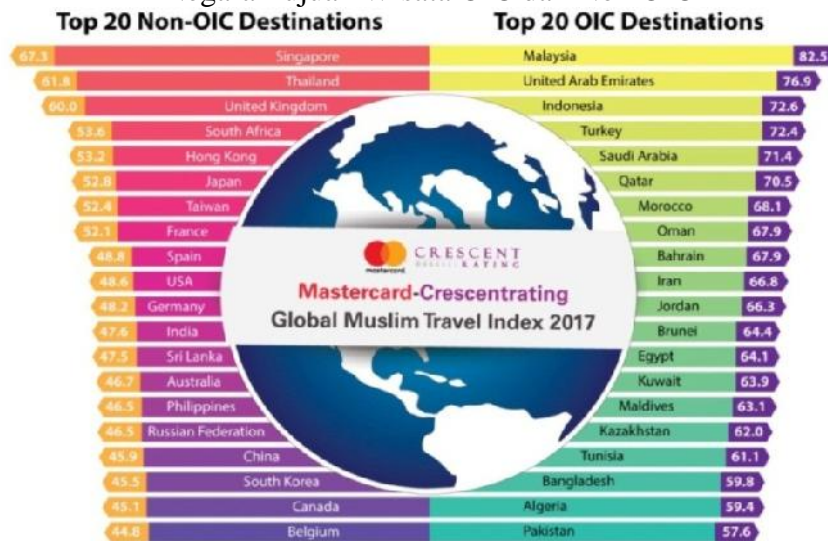 Top 20 Non-OIC Destinations
Top 20 OIC Destinations
67.3 Singapore Malaysia 82.5
61.8 Thailand United Arab Emirates 76.9
60.0 United Kingdom Indonesia 72.6
53.6 South Africa Turkey 72.4
53.2 Hong Kong Saudi Arabia 71.4
52.8 Japan Qatar 70.5
52.4 Taiwan Morocco 68.1
52.1 France Oman 67.9
48.8 Spain Bahrain 67.9
48.6 USA Iran 66.8
48.2 Germany Jordan 66.3
47.6 India Brunei 64.4
47.5 Sri Lanka Egypt 64.1
46.7 Australia Kuwait 63.9
46.5 Philippines Maldives 63.1
46.5 Russian Federation Kazakhstan 62.0
45.9 China Tunisia 61.1
45.5 South Korea Bangladesh 59.8
45.1 Canada Algeria 59.4
44.8 Belgium Pakistan 57.6
mastercard
CRESCENT
RATING
Mastercard-Crescentrating
Global Muslim Travel Index 2017